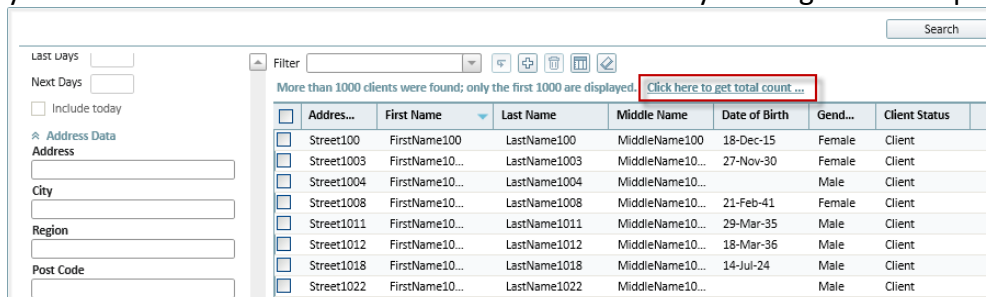 Search
Last Days
Next Days
Include today
Address Data
Address
City
Region
Post Code
Filter
More than 1000 clients were found; only the first 1000 are displayed. Click here to get total count ...
Addres... First Name Last Name Middle Name Date of Birth Gend... Client Status
Street100 FirstName100 LastName100 MiddleName100 18-Dec-15 Female Client
Street1003 FirstName10... LastName1003 MiddleName10... 27-Nov-30 Female Client
Street1004 FirstName10... LastName1004 MiddleName10... Male Client
Street1008 FirstName10... LastName1008 MiddleName10... 21-Feb-41 Female Client
Street1011 FirstName10... LastName1011 MiddleName10... 29-Mar-35 Male Client
Street1012 FirstName10... LastName1012 MiddleName10... 18-Mar-36 Male Client
Street1018 FirstName10... LastName1018 MiddleName10... 14-Jul-24 Male Client
Street1022 FirstName10... LastName1022 MiddleName10... Male Client